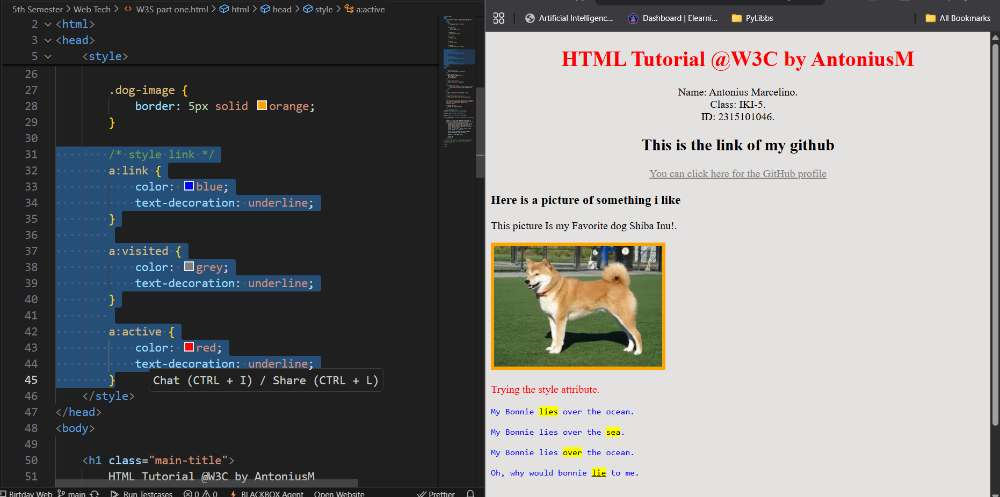 5th Semester > Web Tech > <> W3S part one.html > html > head > style > a:active
2 <html>
3 <head>
5 <style>
26
27 .dog-image {
28 border: 5px solid orange;
29 }
30
31 /* style link */
32 a:link {
33 color: blue;
34 text-decoration: underline;
35 }
36
37 a:visited {
38 color: grey;
39 text-decoration: underline;
40 }
41
42 a:active {
43 color: red;
44 text-decoration: underline;
45 }
Chat (CTRL + I) / Share (CTRL + L)
46 </style>
47 </head>
48 <body>
49
50 <h1 class="main-title">
51 HTML Tutorial @W3C by AntoniusM
Birtday Web main Run Testcases 0 0 BLACKBOX Agent Open Website Prettier
Artificial Intelligenc... Dashboard | Elearni... PyLibbs All Bookmarks
HTML Tutorial @W3C by AntoniusM
Name: Antonius Marcelino.
Class: IKI-5.
ID: 2315101046.
This is the link of my github
You can click here for the GitHub profile
Here is a picture of something i like
This picture Is my Favorite dog Shiba Inu!.
Trying the style attribute.
My Bonnie lies over the ocean.
My Bonnie lies over the sea.
My Bonnie lies over the ocean.
Oh, why would bonnie lie to me.